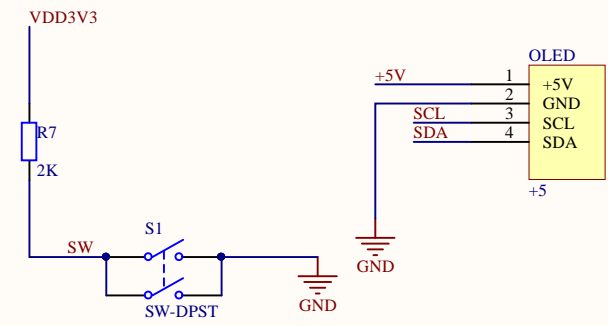 VDD3V3
R7
2K
SW
S1
SW-DPST
GND
OLED
+5V 1 +5V
2 GND
SCL 3 SCL
SDA 4 SDA
+5
GND